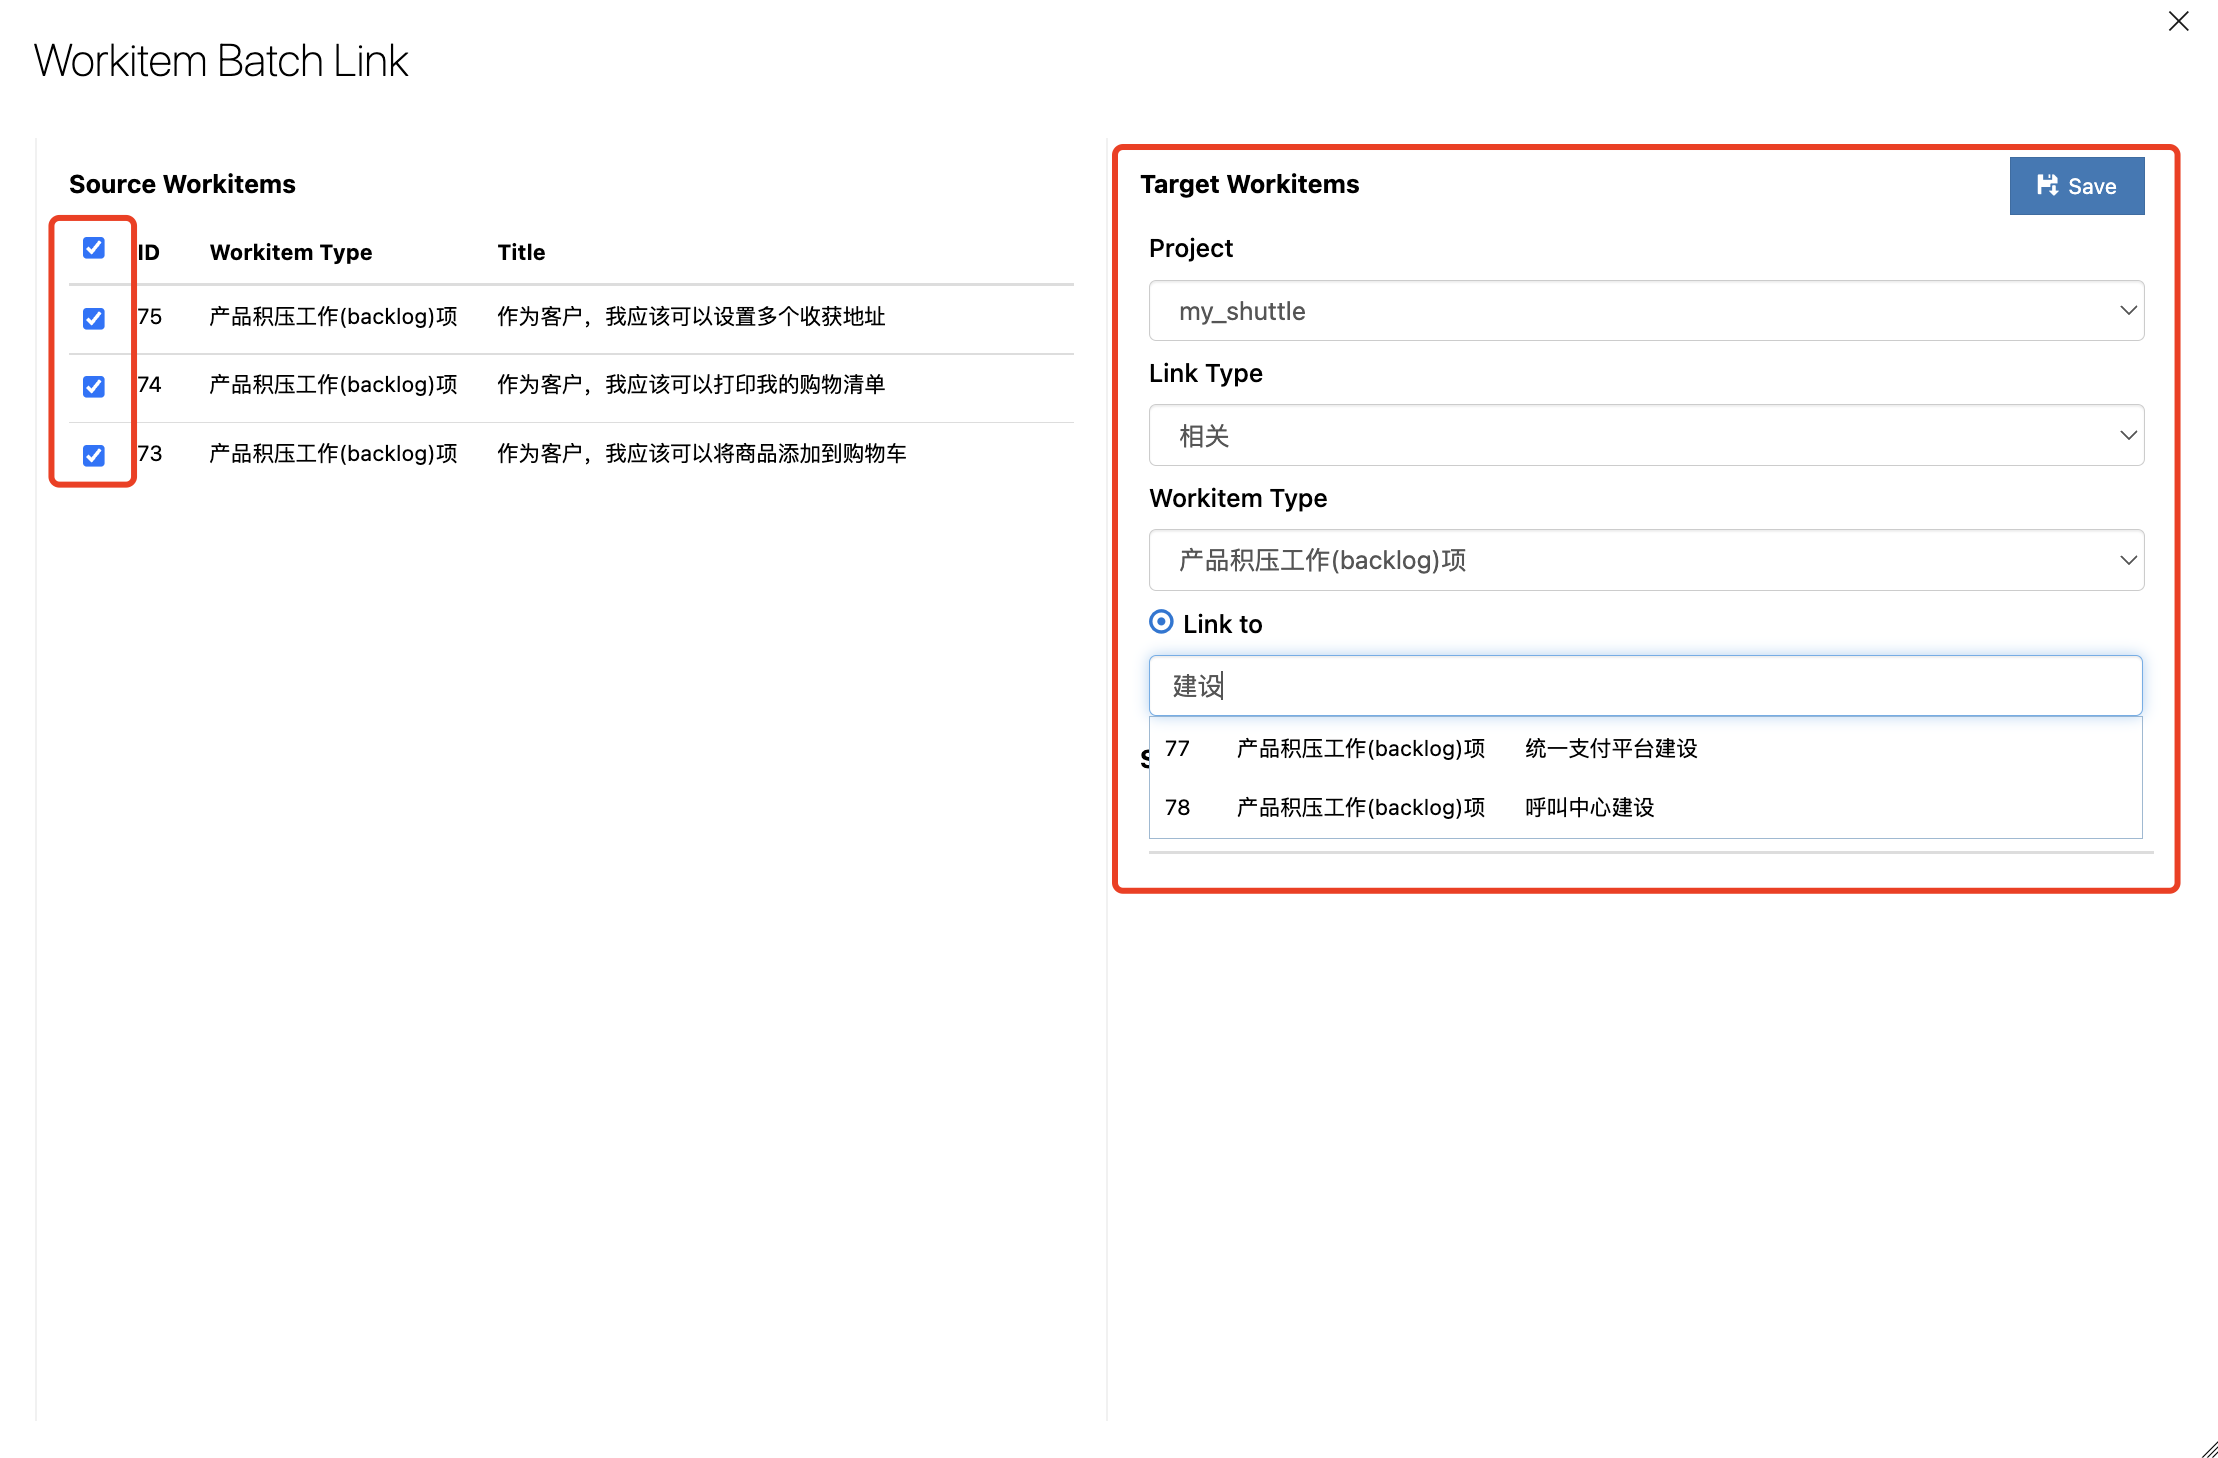 Workitem Batch Link
Source Workitems
ID Workitem Type Title
75 产品积压工作(backlog)项 作为客户，我应该可以设置多个收获地址
74 产品积压工作(backlog)项 作为客户，我应该可以打印我的购物清单
73 产品积压工作(backlog)项 作为客户，我应该可以将商品添加到购物车
Target Workitems
Save
Project
my_shuttle
Link Type
相关
Workitem Type
产品积压工作(backlog)项
Link to
建设
77 产品积压工作(backlog)项 统一支付平台建设
78 产品积压工作(backlog)项 呼叫中心建设